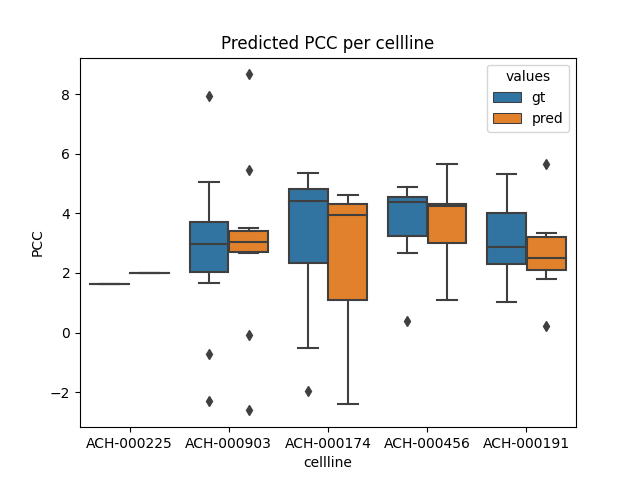 Predicted PCC per cellline
values
gt
pred
PCC
8
6
4
2
0
−2
ACH-000225 ACH-000903 ACH-000174 ACH-000456 ACH-000191
cellline